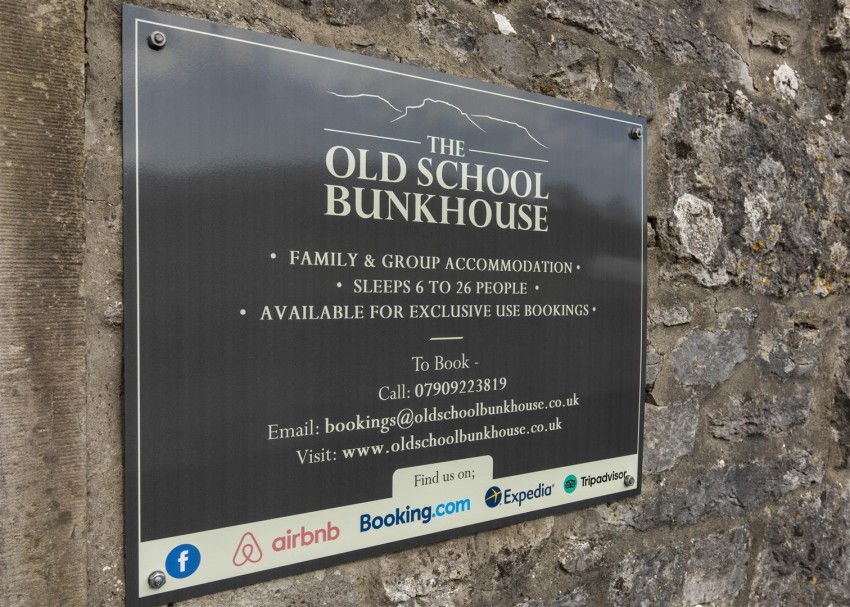 THE
OLD SCHOOL
BUNKHOUSE
• FAMILY & GROUP ACCOMMODATION •
• SLEEPS 6 TO 26 PEOPLE •
• AVAILABLE FOR EXCLUSIVE USE BOOKINGS •
To Book -
Call: 07909223819
Email: bookings@oldschoolbunkhouse.co.uk
Visit: www.oldschoolbunkhouse.co.uk
Find us on;
f airbnb Booking.com Expedia® Tripadvisor